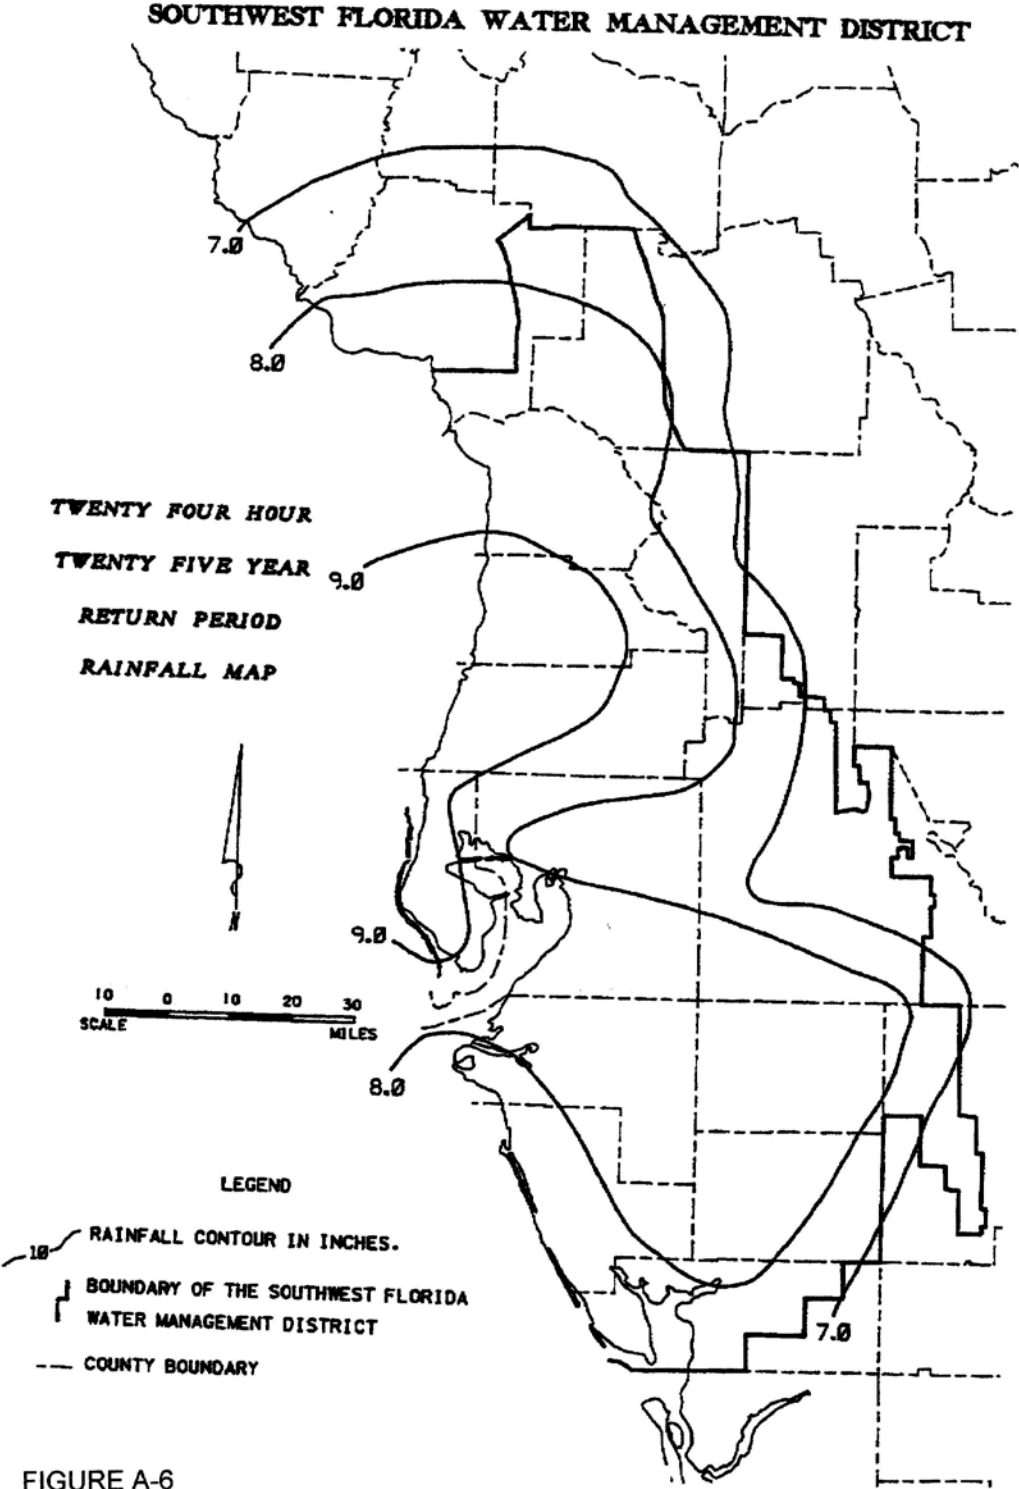 SOUTHWEST FLORIDA WATER MANAGEMENT DISTRICT
7.0
8.0
TWENTY FOUR HOUR
TWENTY FIVE YEAR
RETURN PERIOD
RAINFALL MAP
9.0
N
9.0
10 0 10 20 30
SCALE MILES
8.0
LEGEND
10 RAINFALL CONTOUR IN INCHES.
BOUNDARY OF THE SOUTHWEST FLORIDA
WATER MANAGEMENT DISTRICT
COUNTY BOUNDARY
7.0
FIGURE A-6